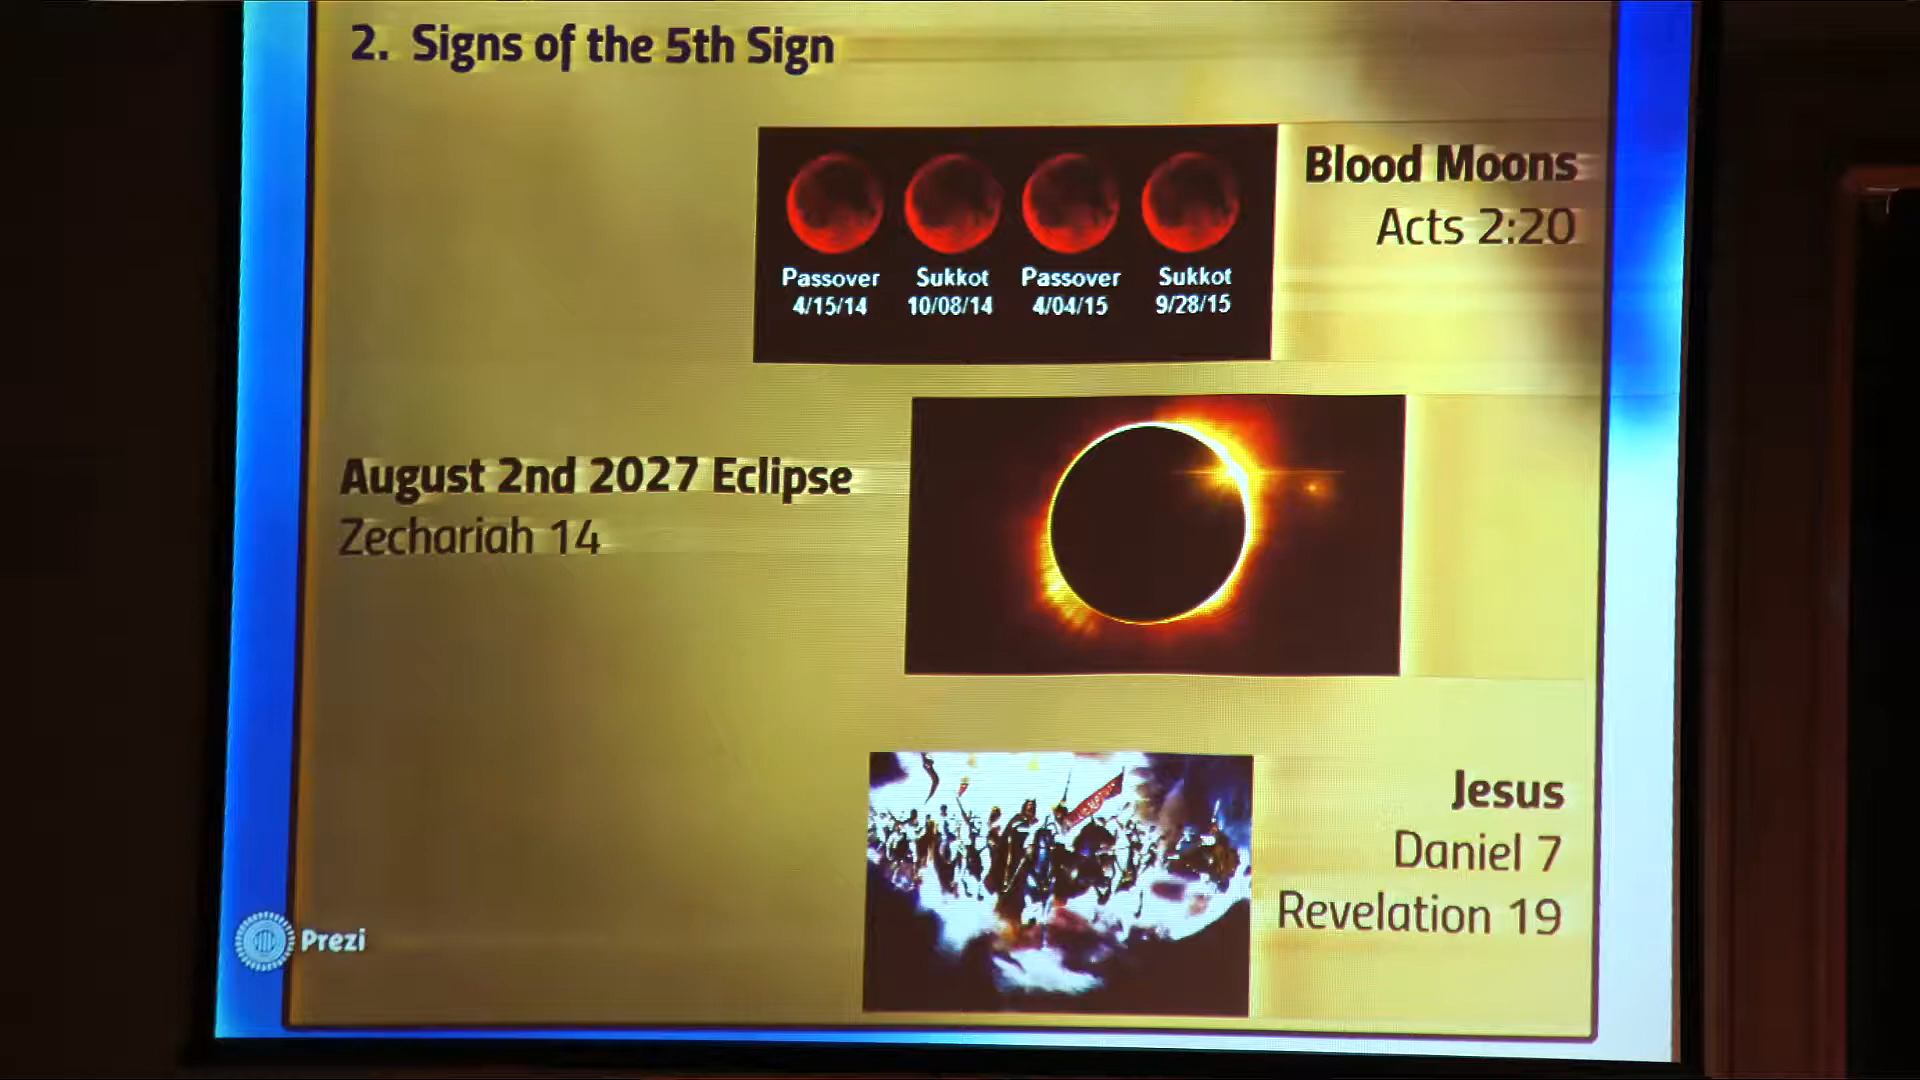 2. Signs of the 5th Sign
Blood Moons
Acts 2:20
Passover Sukkot Passover Sukkot
4/15/14 10/08/14 4/04/15 9/28/15
August 2nd 2027 Eclipse
Zechariah 14
Jesus
Daniel 7
Revelation 19
Prezi